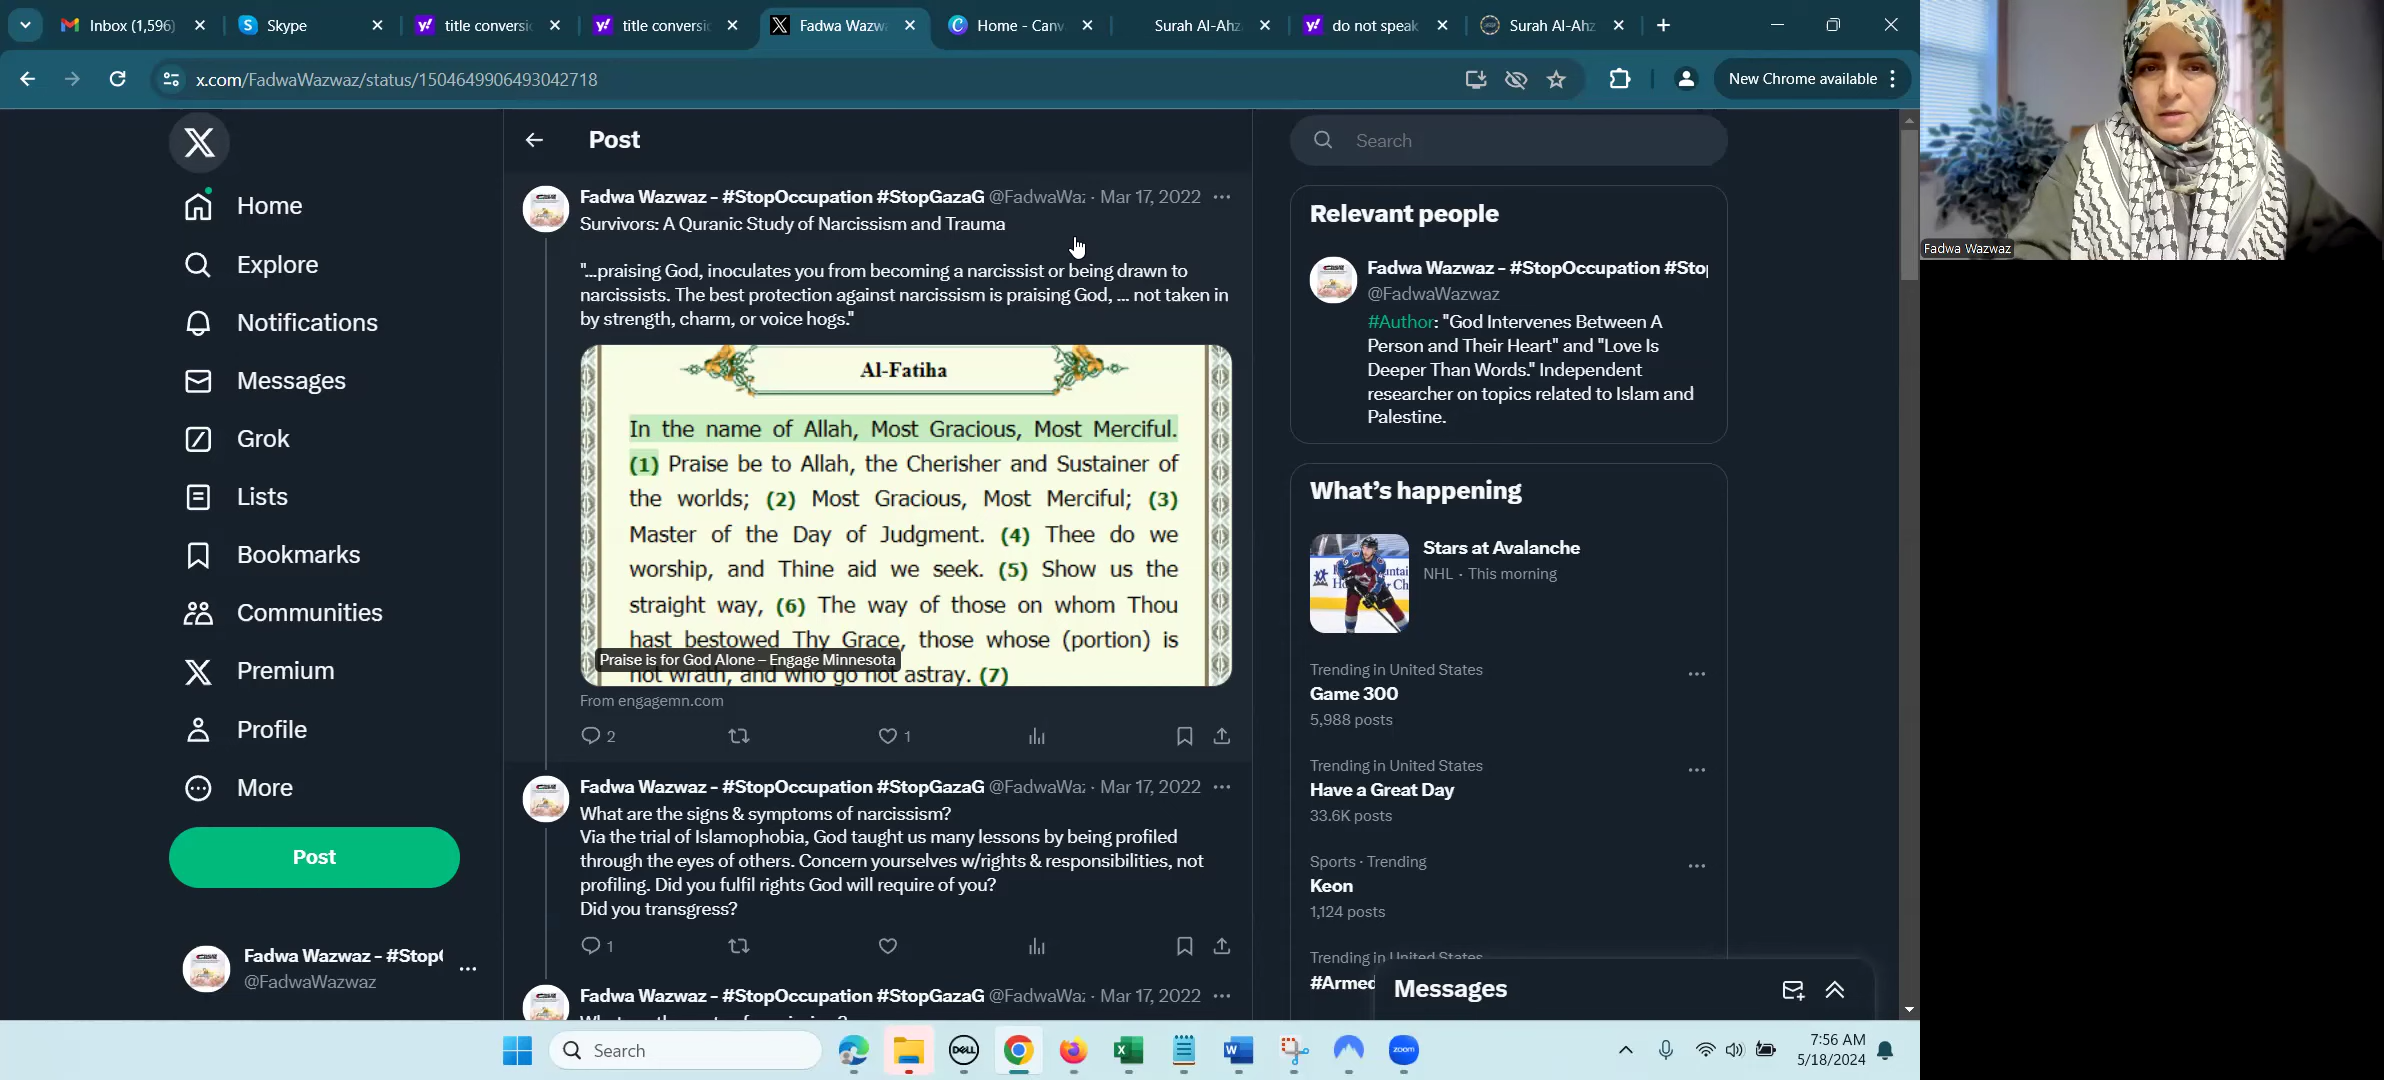 Inbox (1,596)
Skype
title conversi
title conversi
Fadwa Wazw
Home - Canv
Surah Al-Ahz
do not speak
Surah Al-Ahz
x.com/FadwaWazwaz/status/1504649906493042718
New Chrome available
Home
Explore
Notifications
Messages
Grok
Lists
Bookmarks
Communities
Premium
Profile
More
Post
Fadwa Wazwaz - #Stop
@FadwaWazwaz
Post
Fadwa Wazwaz - #StopOccupation #StopGazaG @FadwaWaz · Mar 17, 2022
Survivors: A Quranic Study of Narcissism and Trauma
"...praising God, inoculates you from becoming a narcissist or being drawn to
narcissists. The best protection against narcissism is praising God, ... not taken in
by strength, charm, or voice hogs."
Al-Fatiha
In the name of Allah, Most Gracious, Most Merciful.
(1) Praise be to Allah, the Cherisher and Sustainer of
the worlds; (2) Most Gracious, Most Merciful; (3)
Master of the Day of Judgment. (4) Thee do we
worship, and Thine aid we seek. (5) Show us the
straight way, (6) The way of those on whom Thou
hast bestowed Thy Grace, those whose (portion) is
Praise is for God Alone – Engage Minnesota
not wrath, and who go not astray. (7)
From engagemn.com
2
1
Fadwa Wazwaz - #StopOccupation #StopGazaG @FadwaWaz · Mar 17, 2022
What are the signs & symptoms of narcissism?
Via the trial of Islamophobia, God taught us many lessons by being profiled
through the eyes of others. Concern yourselves w/rights & responsibilities, not
profiling. Did you fulfil rights God will require of you?
Did you transgress?
1
Fadwa Wazwaz - #StopOccupation #StopGazaG @FadwaWaz · Mar 17, 2022
Search
Relevant people
Fadwa Wazwaz - #StopOccupation #Sto
@FadwaWazwaz
#Author: "God Intervenes Between A
Person and Their Heart" and "Love Is
Deeper Than Words." Independent
researcher on topics related to Islam and
Palestine.
What's happening
Stars at Avalanche
NHL · This morning
Trending in United States
Game 300
5,988 posts
Trending in United States
Have a Great Day
33.6K posts
Sports · Trending
Keon
1,124 posts
Trending in United States
#Armed
Messages
Fadwa Wazwaz
Search
DELL
zoom
7:56 AM
5/18/2024